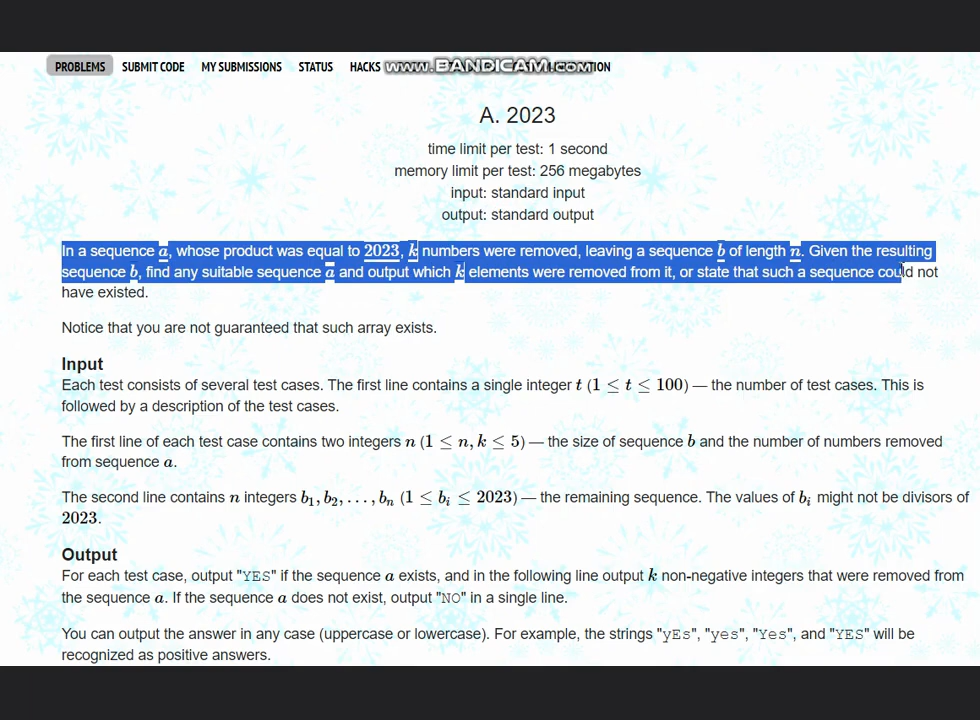 PROBLEMS SUBMIT CODE MY SUBMISSIONS STATUS HACKS WWW.BANDICAM.COM
A. 2023
time limit per test: 1 second
memory limit per test: 256 megabytes
input: standard input
output: standard output
In a sequence a, whose product was equal to 2023, k numbers were removed, leaving a sequence b of length n. Given the resulting
sequence b, find any suitable sequence a and output which k elements were removed from it, or state that such a sequence could not
have existed.
Notice that you are not guaranteed that such array exists.
Input
Each test consists of several test cases. The first line contains a single integer t (1 ≤ t ≤ 100) — the number of test cases. This is
followed by a description of the test cases.
The first line of each test case contains two integers n (1 ≤ n, k ≤ 5) — the size of sequence b and the number of numbers removed
from sequence a.
The second line contains n integers b₁, b₂, . . . , bₙ (1 ≤ bᵢ ≤ 2023) — the remaining sequence. The values of bᵢ might not be divisors of
2023.
Output
For each test case, output "YES" if the sequence a exists, and in the following line output k non-negative integers that were removed from
the sequence a. If the sequence a does not exist, output "NO" in a single line.
You can output the answer in any case (uppercase or lowercase). For example, the strings "yEs", "yes", "Yes", and "YES" will be
recognized as positive answers.